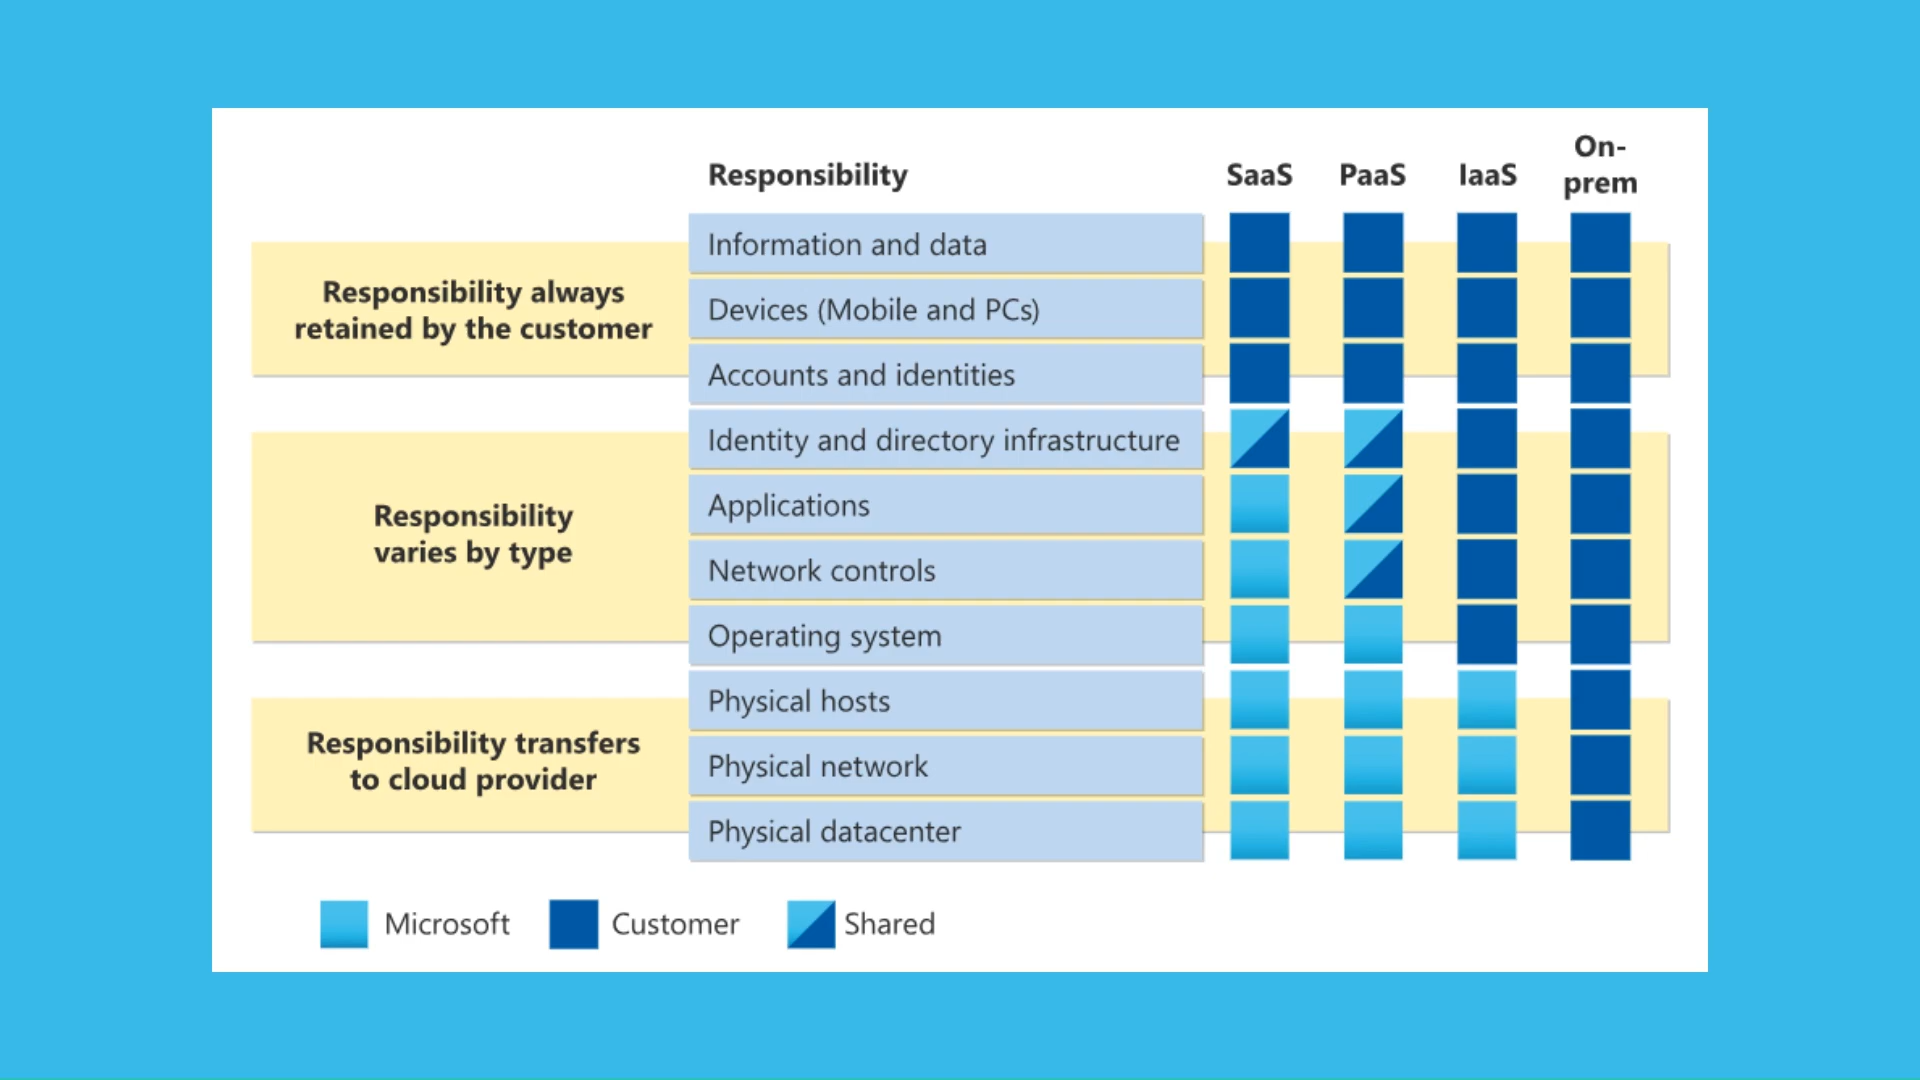 Responsibility
SaaS
PaaS
IaaS
On-
prem
Responsibility always
retained by the customer
Information and data
Devices (Mobile and PCs)
Accounts and identities
Responsibility
varies by type
Identity and directory infrastructure
Applications
Network controls
Operating system
Responsibility transfers
to cloud provider
Physical hosts
Physical network
Physical datacenter
Microsoft
Customer
Shared